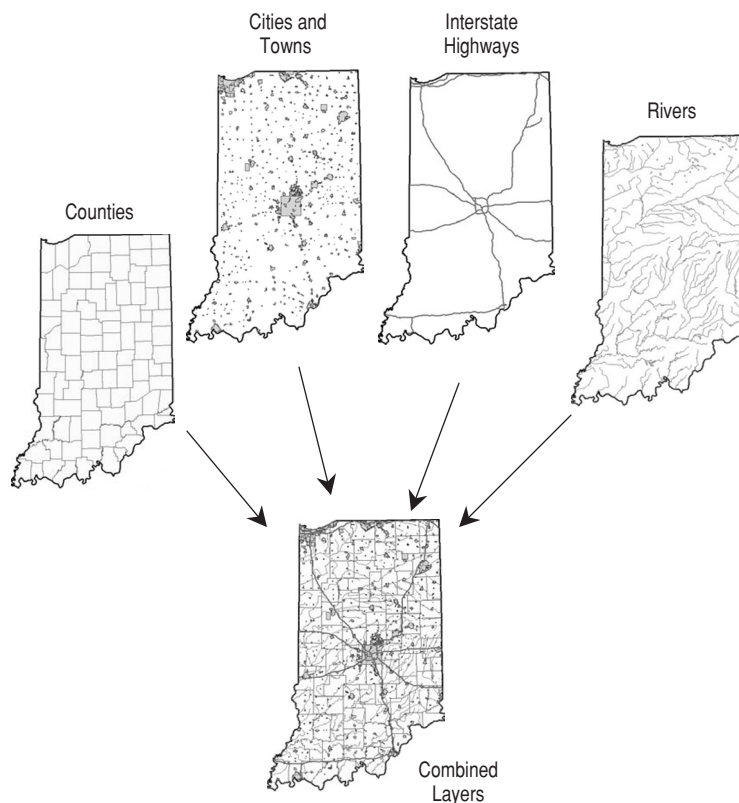 Cities and
Towns
Interstate
Highways
Rivers
Counties
Combined
Layers